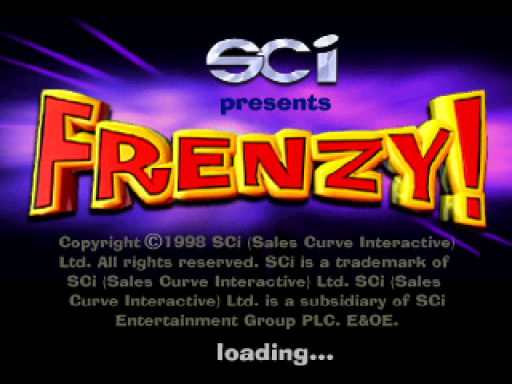 SCi
presents
FRENZY!
Copyright ©1998 SCi (Sales Curve Interactive)
Ltd. All rights reserved. SCi is a trademark of
SCi (Sales Curve Interactive) Ltd. SCi (Sales
Curve Interactive) Ltd. is a subsidiary of SCi
Entertainment Group PLC. E&OE.
loading...